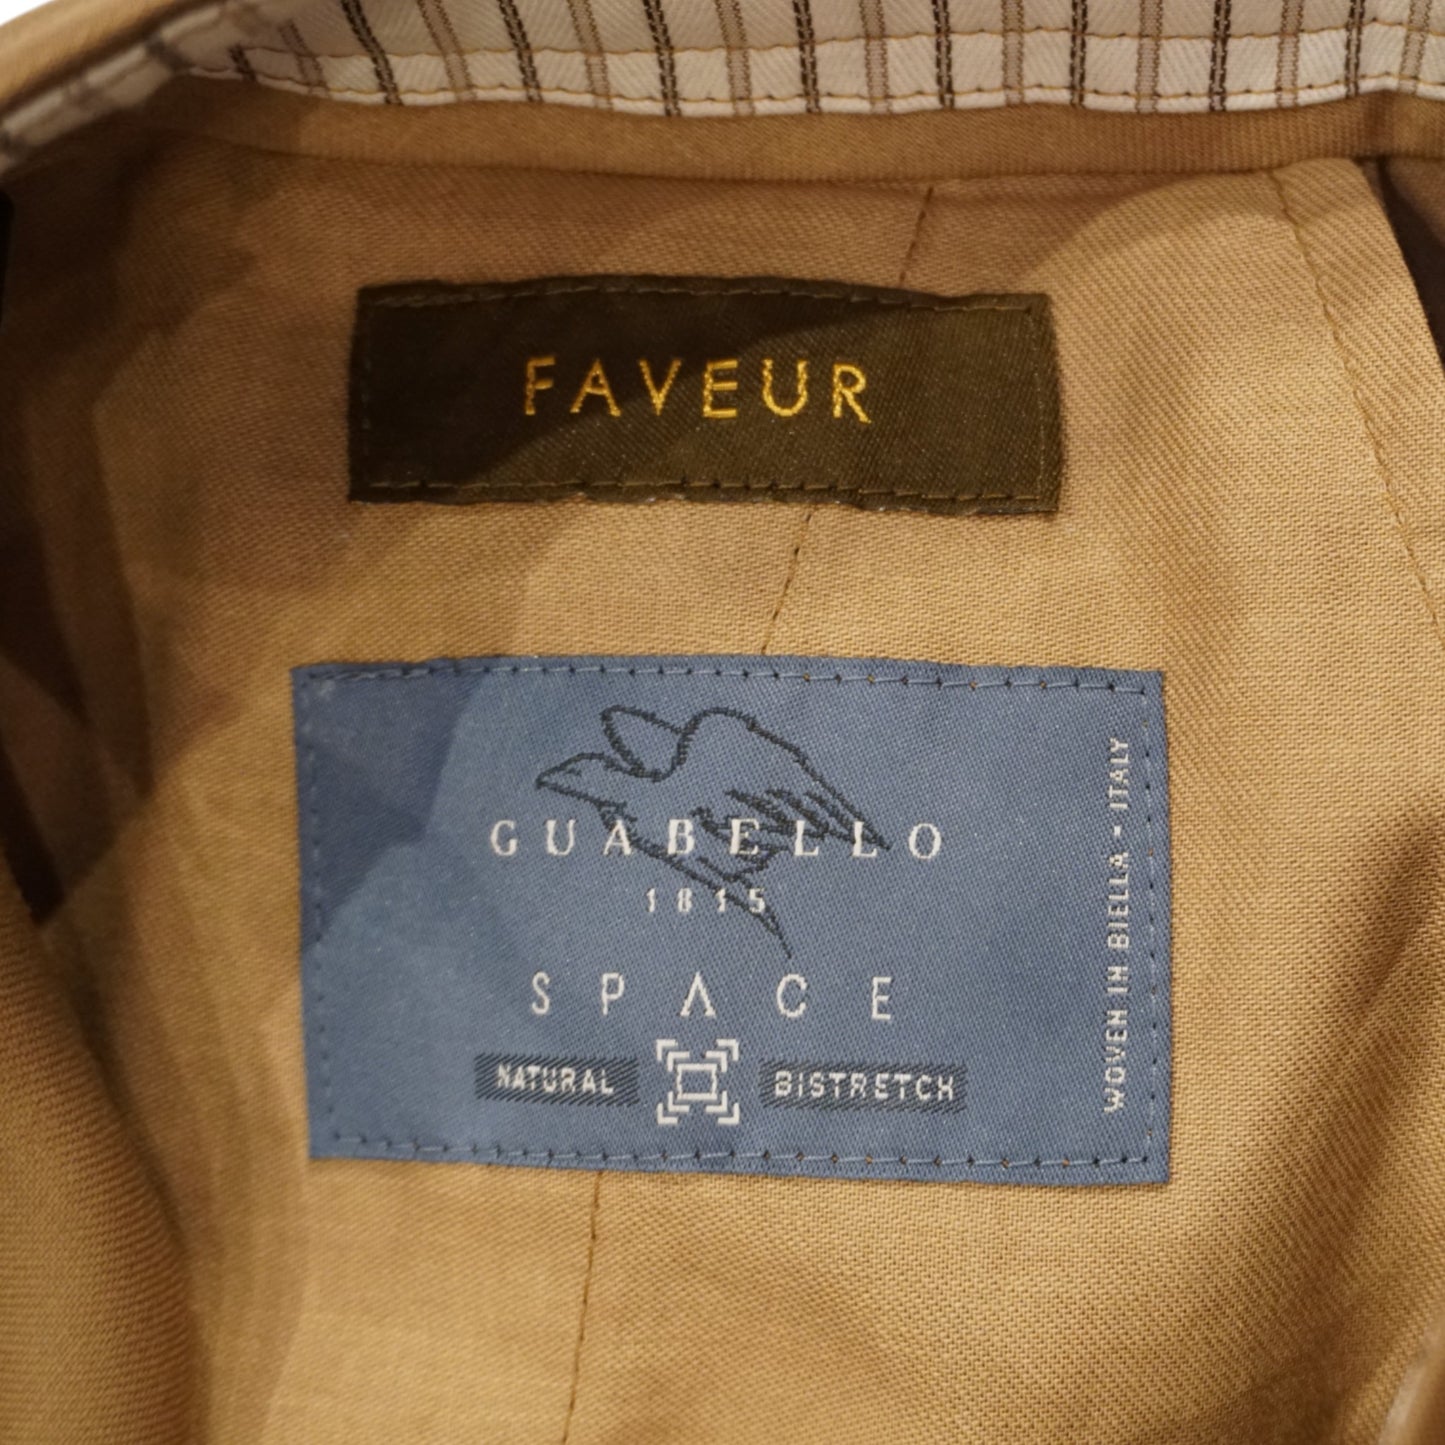 FAVEUR
GUABELLO
1815
SPACE
NATURAL BISTRETCH
WOVEN IN BIELLA - ITALY